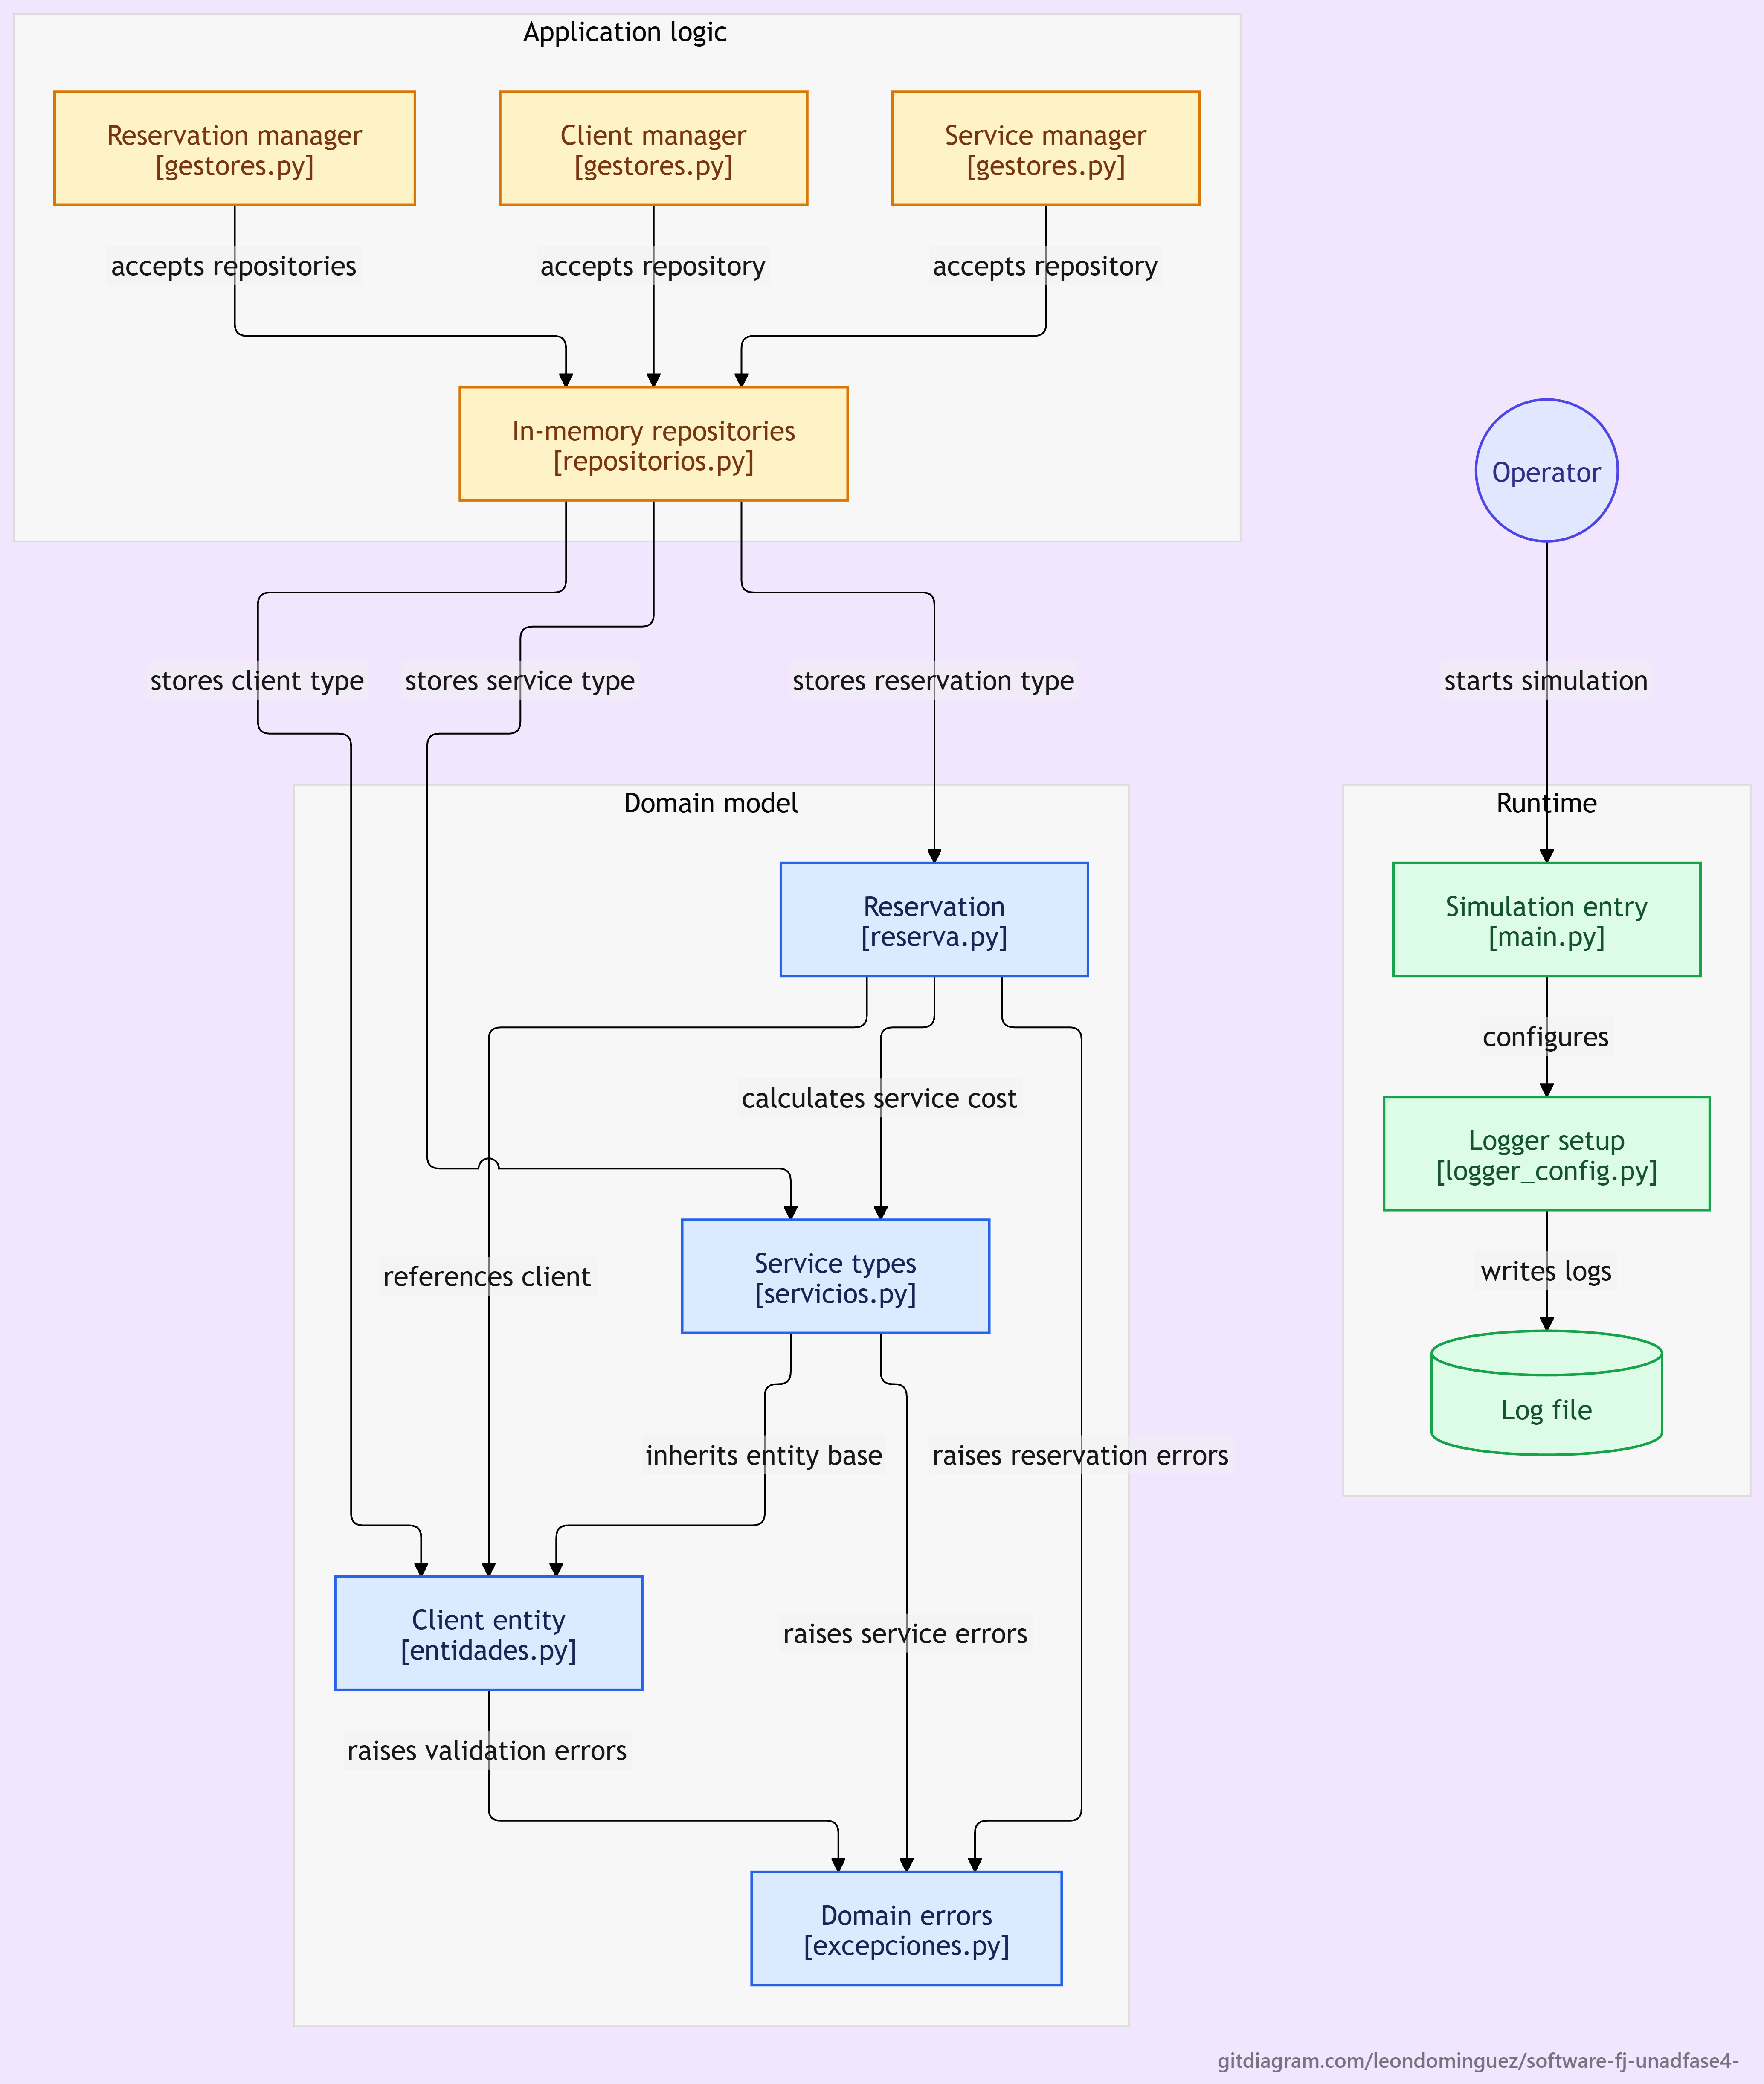 Application logic
Reservation manager
[gestores.py]
Client manager
[gestores.py]
Service manager
[gestores.py]
accepts repositories
accepts repository
accepts repository
In-memory repositories
[repositorios.py]
Operator
stores client type
stores service type
stores reservation type
starts simulation
Domain model
Runtime
Reservation
[reserva.py]
Simulation entry
[main.py]
configures
calculates service cost
Logger setup
[logger_config.py]
references client
Service types
[servicios.py]
writes logs
Log file
inherits entity base
raises reservation errors
Client entity
[entidades.py]
raises service errors
raises validation errors
Domain errors
[excepciones.py]
gitdiagram.com/leondominguez/software-fj-unadfase4-